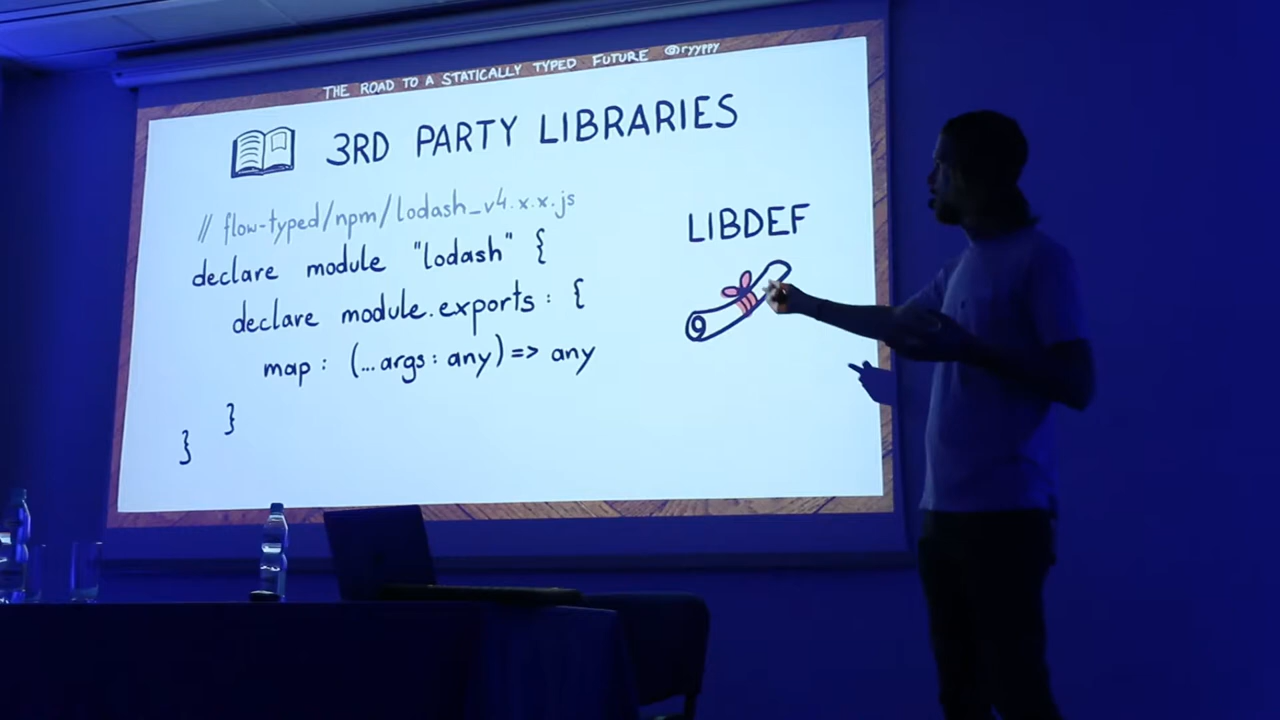 THE ROAD TO A STATICALLY TYPED FUTURE @ryyppy
3RD PARTY LIBRARIES
// flow-typed/npm/lodash_v4.x.x.js
declare module "lodash" {
declare module.exports: {
map: (...args: any) => any
}
}
LIBDEF